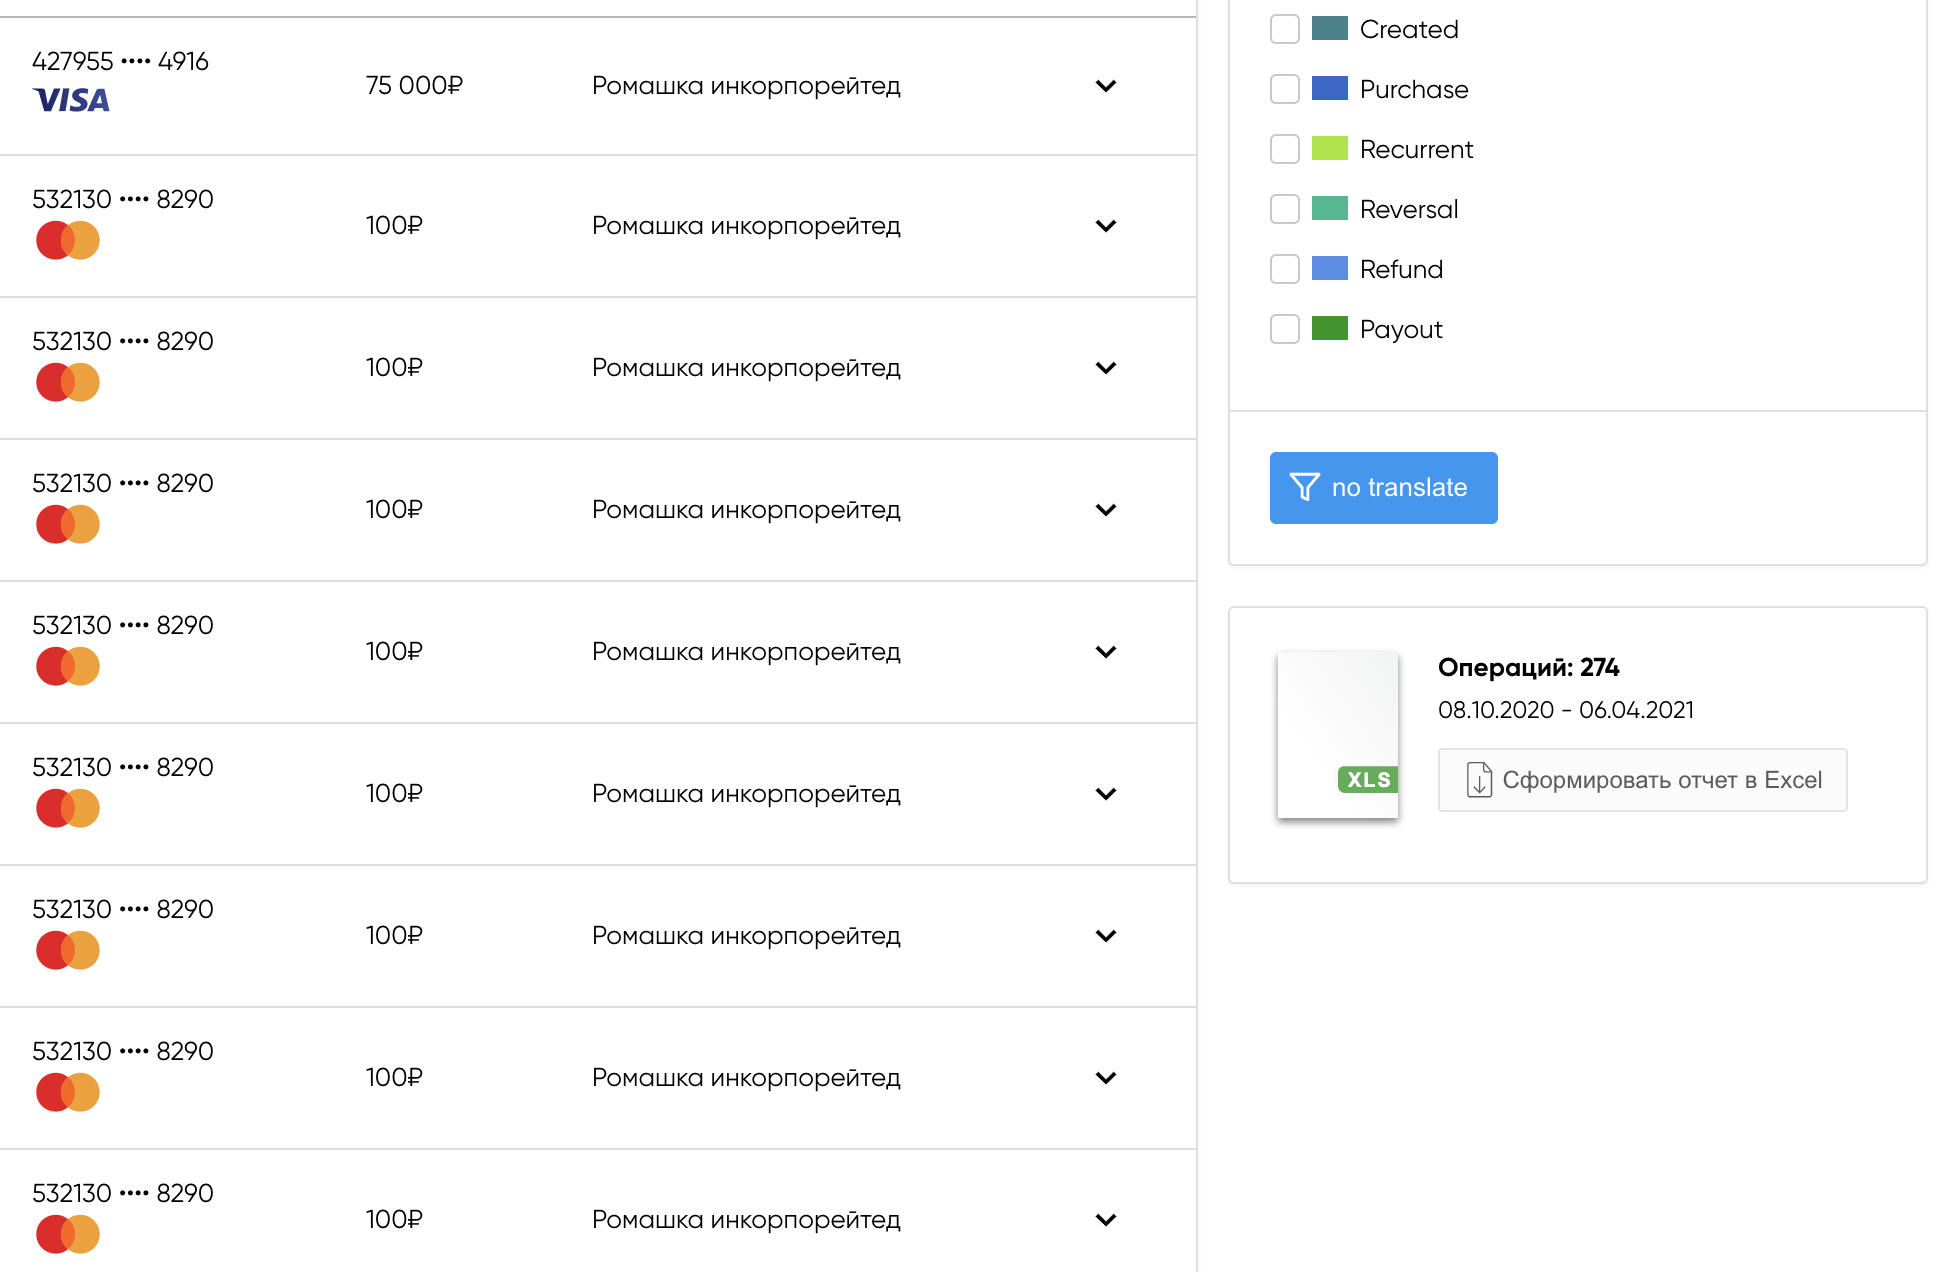 427955 •••• 4916
VISA
75 000₽
Ромашка инкорпорейтед
532130 •••• 8290
100₽
Ромашка инкорпорейтед
532130 •••• 8290
100₽
Ромашка инкорпорейтед
532130 •••• 8290
100₽
Ромашка инкорпорейтед
532130 •••• 8290
100₽
Ромашка инкорпорейтед
532130 •••• 8290
100₽
Ромашка инкорпорейтед
532130 •••• 8290
100₽
Ромашка инкорпорейтед
532130 •••• 8290
100₽
Ромашка инкорпорейтед
532130 •••• 8290
100₽
Ромашка инкорпорейтед
Created
Purchase
Recurrent
Reversal
Refund
Payout
no translate
XLS
Операций: 274
08.10.2020 - 06.04.2021
Сформировать отчет в Excel